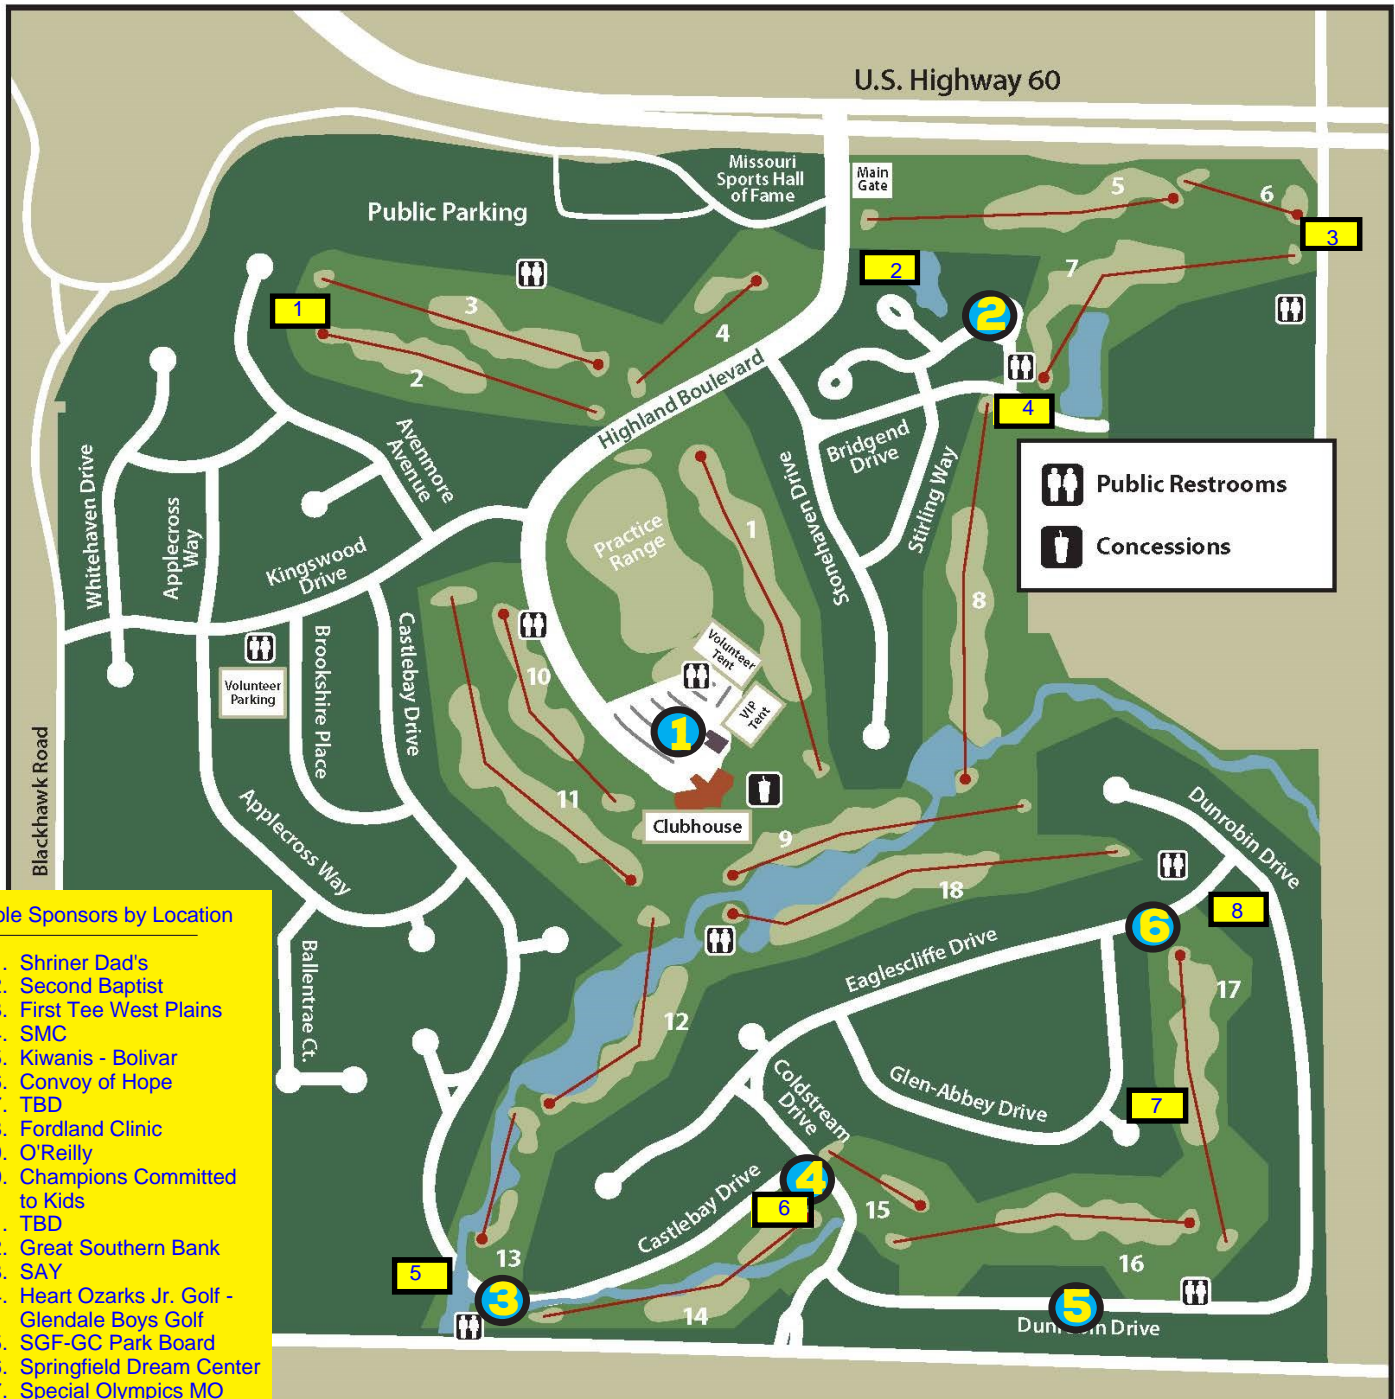 U.S. Highway 60
Missouri
Sports Hall
of Fame
Main
Gate
Public Parking
5
6
3
2
7
1
3
2
4
2
4
Highland Boulevard
Bridgend
Drive
Stirling Way
Stonehaven Drive
Avenmore
Avenue
Whitehaven Drive
Applecross
Way
Kingswood
Drive
Practice
Range
1
8
Public Restrooms
Concessions
Volunteer
Parking
Brookshire Place
Castlebay Drive
10
Volunteer
Tent
VIP
Tent
1
11
Clubhouse
9
18
Blackhawk Road
Applecross Way
Ballentrae Ct.
Dunrobin Drive
8
6
Eaglescliffe Drive
17
12
Glen-Abbey Drive
7
Coldstream
Drive
4
6
15
Castlebay Drive
16
13
5
3
14
5
Drive
Sponsors by Location
Shriner Dad's
Second Baptist
First Tee West Plains
SMC
Kiwanis - Bolivar
Convoy of Hope
TBD
Fordland Clinic
O'Reilly
Champions Committed
to Kids
TBD
Great Southern Bank
SAY
Heart Ozarks Jr. Golf -
Glendale Boys Golf
SGF-GC Park Board
Springfield Dream Center
Special Olympics MO